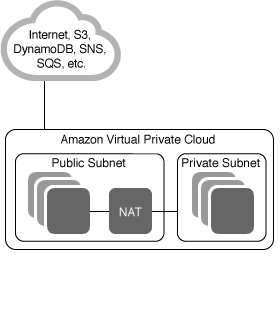 Internet, S3,
DynamoDB, SNS,
SQS, etc.
Amazon Virtual Private Cloud
Public Subnet
Private Subnet
NAT